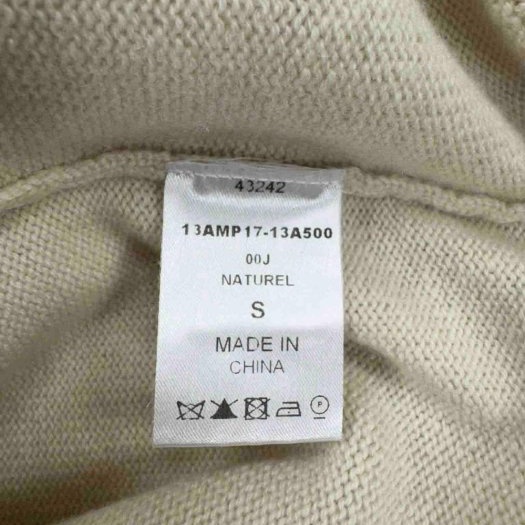 43242
13AMP17-13A500
00J
NATUREL
S
MADE IN
CHINA
P